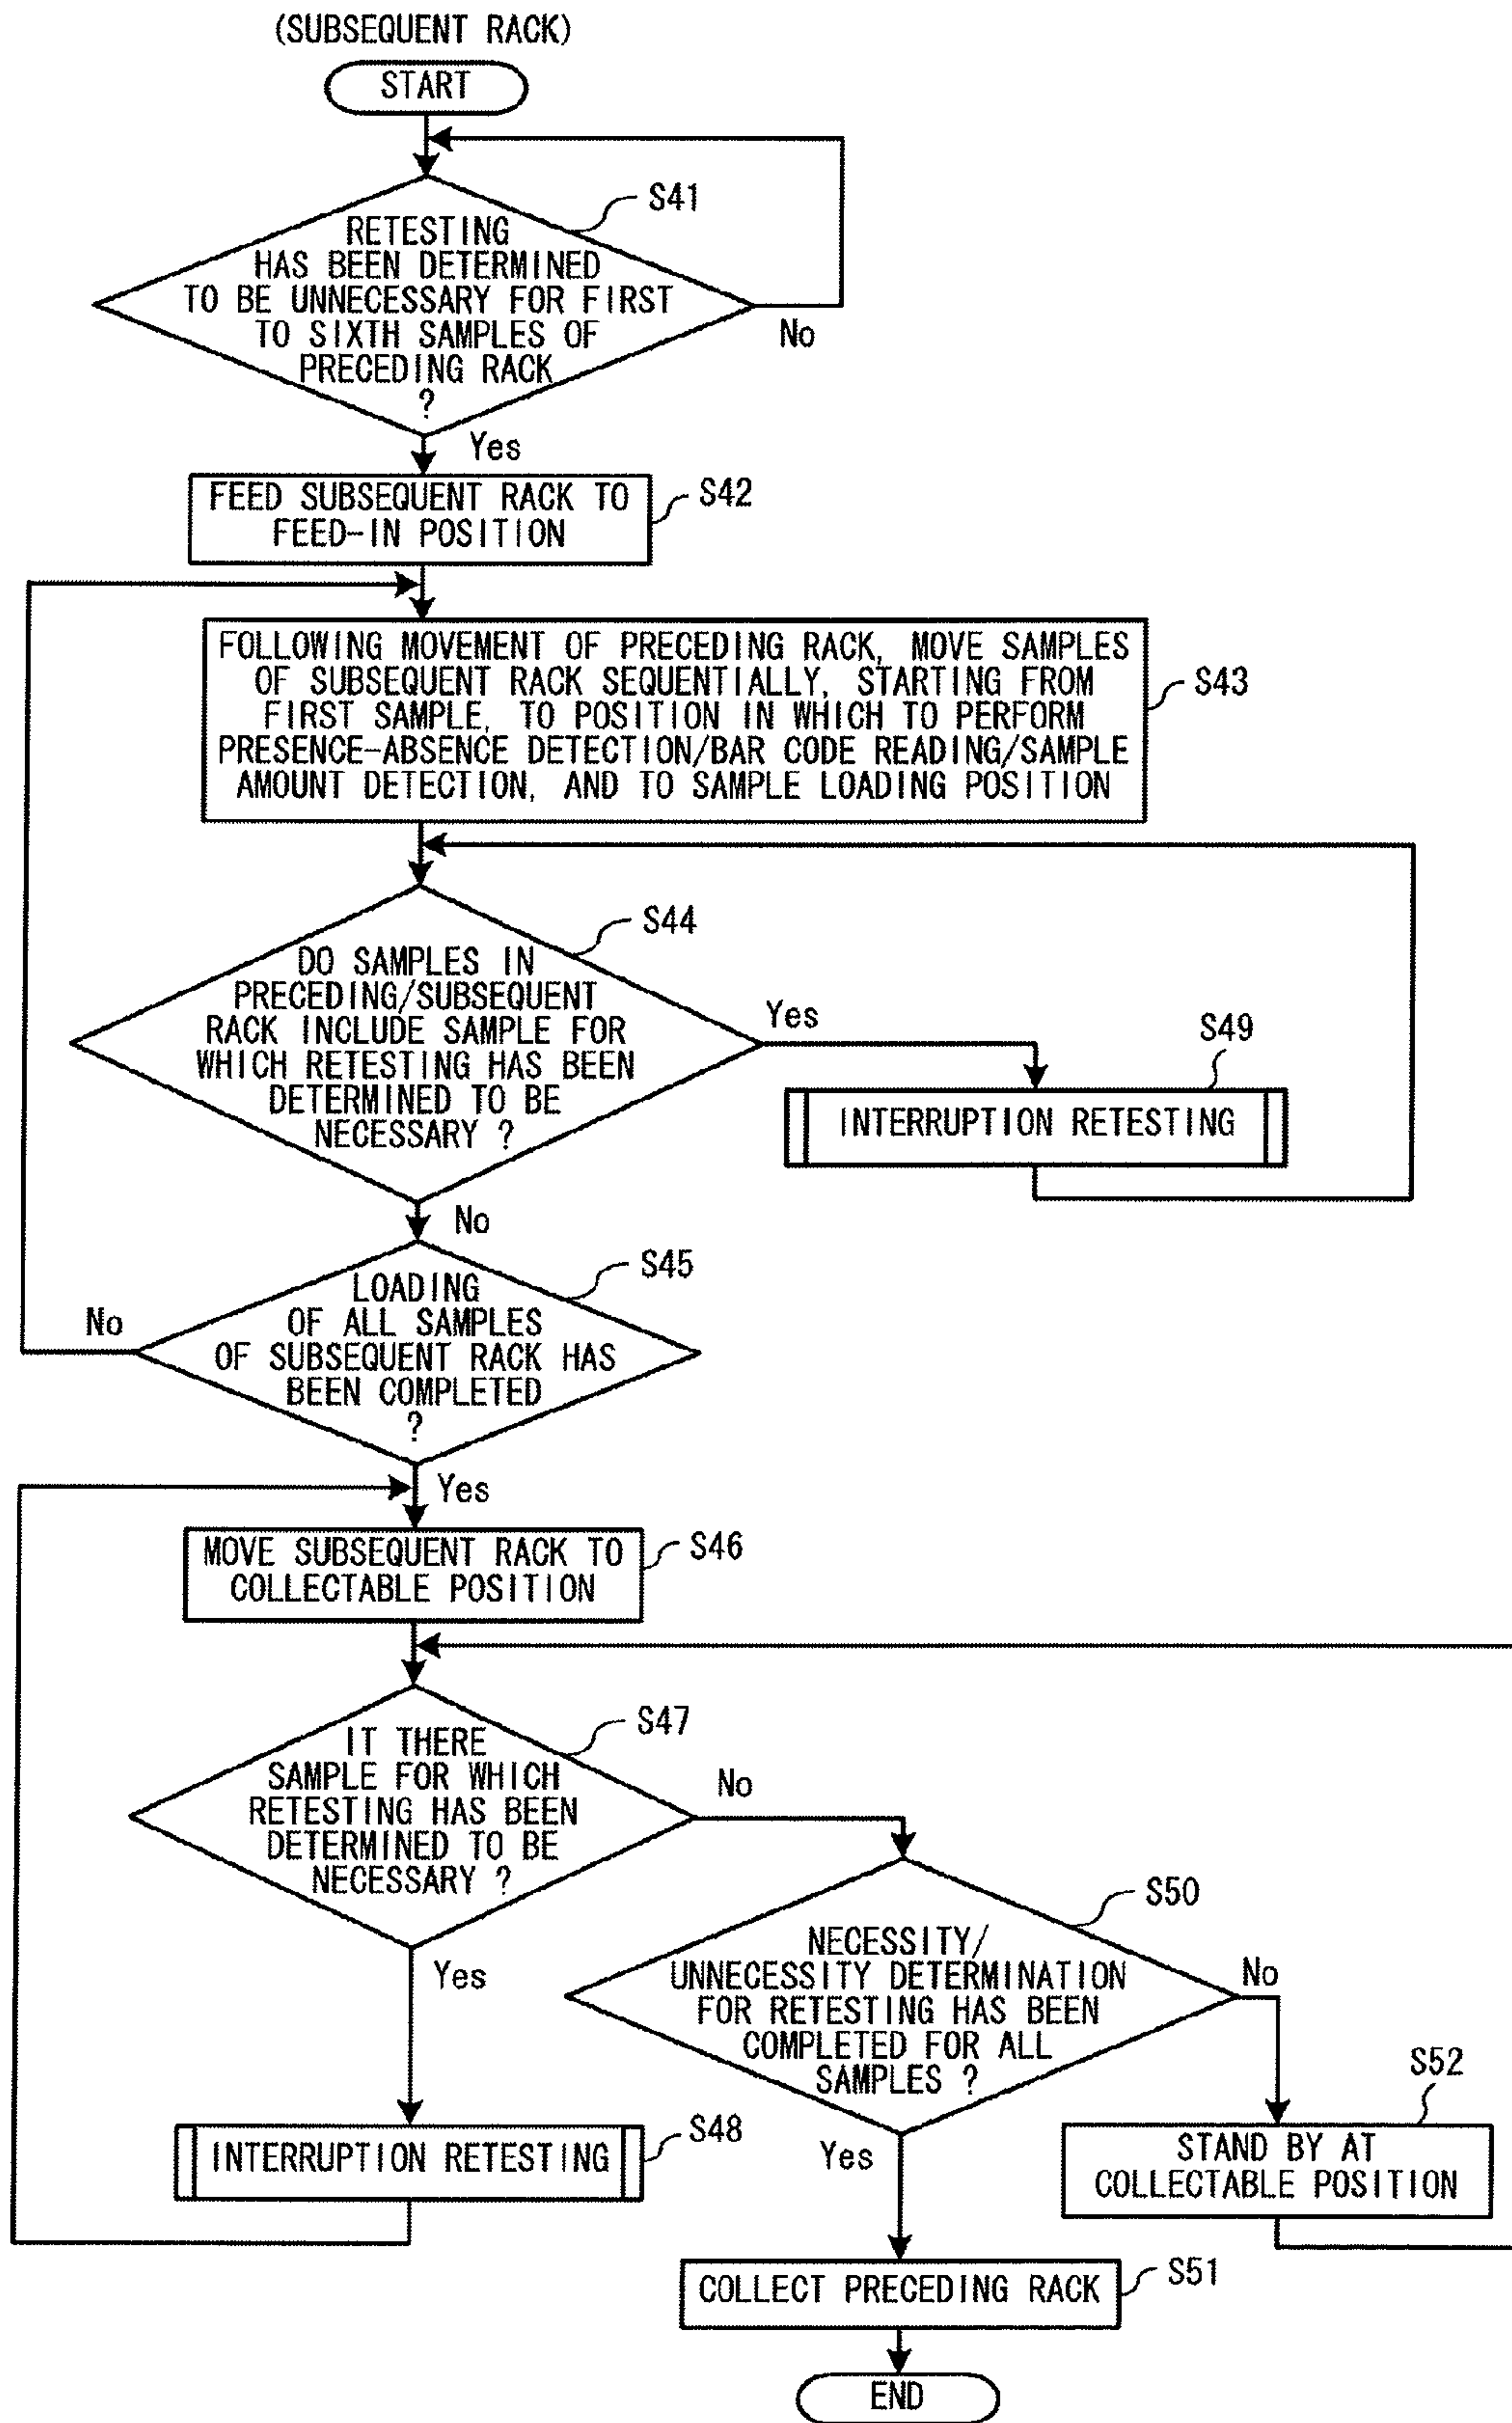 (SUBSEQUENT RACK)
START
S41
RETESTING
HAS BEEN DETERMINED
TO BE UNNECESSARY FOR FIRST
TO SIXTH SAMPLES OF
PRECEDING RACK
?
No
Yes
FEED SUBSEQUENT RACK TO
FEED-IN POSITION
S42
FOLLOWING MOVEMENT OF PRECEDING RACK, MOVE SAMPLES
OF SUBSEQUENT RACK SEQUENTIALLY, STARTING FROM
FIRST SAMPLE, TO POSITION IN WHICH TO PERFORM
PRESENCE-ABSENCE DETECTION/BAR CODE READING/SAMPLE
AMOUNT DETECTION, AND TO SAMPLE LOADING POSITION
S43
S44
DO SAMPLES IN
PRECEDING/SUBSEQUENT
RACK INCLUDE SAMPLE FOR
WHICH RETESTING HAS BEEN
DETERMINED TO BE
NECESSARY ?
Yes
S49
INTERRUPTION RETESTING
No
S45
LOADING
OF ALL SAMPLES
OF SUBSEQUENT RACK HAS
BEEN COMPLETED
?
No
Yes
MOVE SUBSEQUENT RACK TO
COLLECTABLE POSITION
S46
S47
IT THERE
SAMPLE FOR WHICH
RETESTING HAS BEEN
DETERMINED TO BE
NECESSARY ?
No
Yes
S50
NECESSITY/
UNNECESSITY DETERMINATION
FOR RETESTING HAS BEEN
COMPLETED FOR ALL
SAMPLES ?
No
Yes
INTERRUPTION RETESTING
S48
S52
STAND BY AT
COLLECTABLE POSITION
COLLECT PRECEDING RACK
S51
END